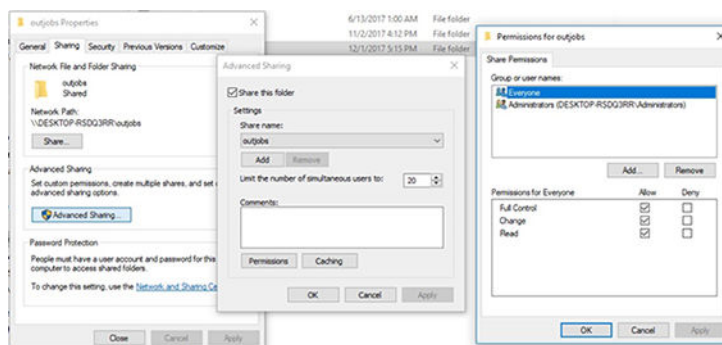 outjobs Properties
General Sharing Security Previous Versions Customize
Network File and Folder Sharing
outjobs
Shared
Network Path:
\\DESKTOP-RSDQ3RR\outjobs
Share...
Advanced Sharing
Set custom permissions, create multiple shares, and set
advanced sharing options.
Advanced Sharing...
Password Protection
People must have a user account and password for this
computer to access shared folders.
To change this setting, use the Network and Sharing Ce
Close Cancel Apply
6/13/2017 1:00 AM File folder
11/2/2017 4:12 PM File folder
12/1/2017 5:15 PM File folder
Advanced Sharing
Share this folder
Settings
Share name:
outjobs
Add Remove
Limit the number of simultaneous users to: 20
Comments:
Permissions Caching
OK Cancel Apply
Permissions for outjobs
Share Permissions
Group or user names:
Everyone
Administrators (DESKTOP-RSDQ3RR\Administrators)
Add... Remove
Permissions for Everyone Allow Deny
Full Control
Change
Read
OK Cancel Apply